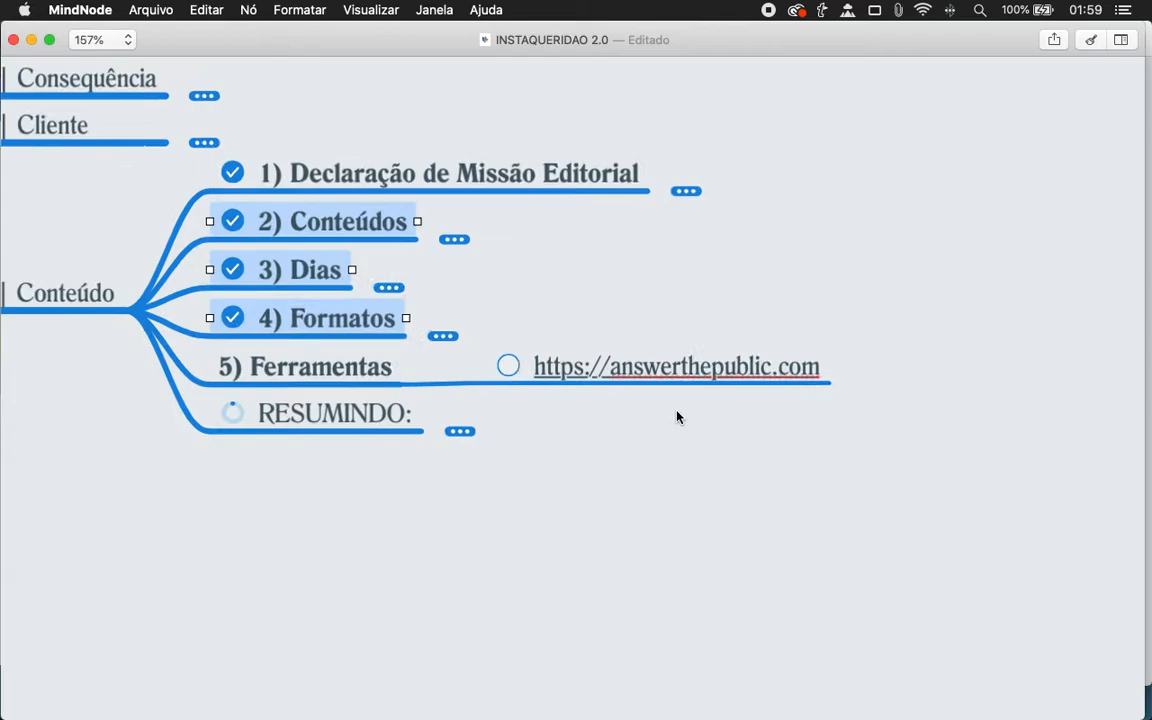 MindNode Arquivo Editar Nó Formatar Visualizar Janela Ajuda 100% 01:59
157% INSTAQUERIDAO 2.0 — Editado
| Consequência
| Cliente
1) Declaração de Missão Editorial
2) Conteúdos
3) Dias
| Conteúdo
4) Formatos
5) Ferramentas https://answerthepublic.com
RESUMINDO: